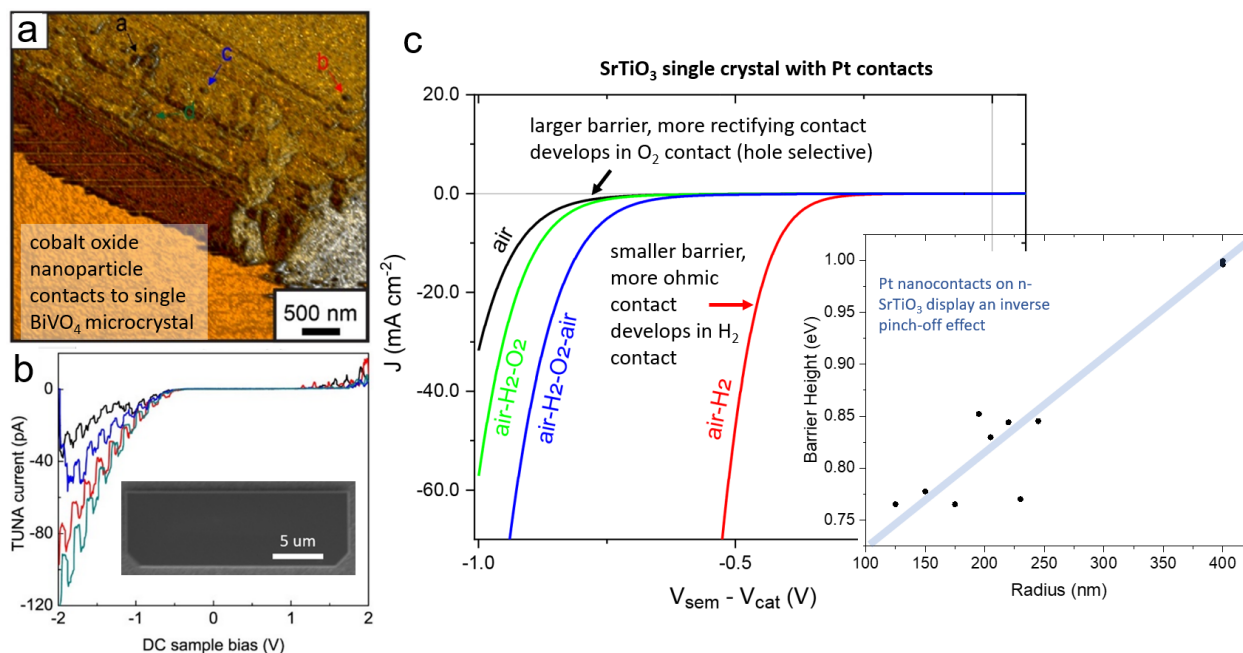 a
a
c
b
d
cobalt oxide
nanoparticle
contacts to single
BiVO4 microcrystal
500 nm
b
0
-40
-80
-120
TUNA current (pA)
5 um
-2
-1
0
1
2
DC sample bias (V)
c
SrTiO3 single crystal with Pt contacts
20.0
0.0
-20.0
-40.0
-60.0
J (mA cm-2)
larger barrier, more rectifying contact
develops in O2 contact (hole selective)
air
air-H2-O2
air-H2-O2-air
air-H2
smaller barrier,
more ohmic
contact
develops in H2
contact
-1.0
-0.5
Vsem - Vcat (V)
Pt nanocontacts on n-
SrTiO3 display an inverse
pinch-off effect
1.00
0.95
0.90
0.85
0.80
0.75
Barrier Height (eV)
100
150
200
250
300
350
400
Radius (nm)